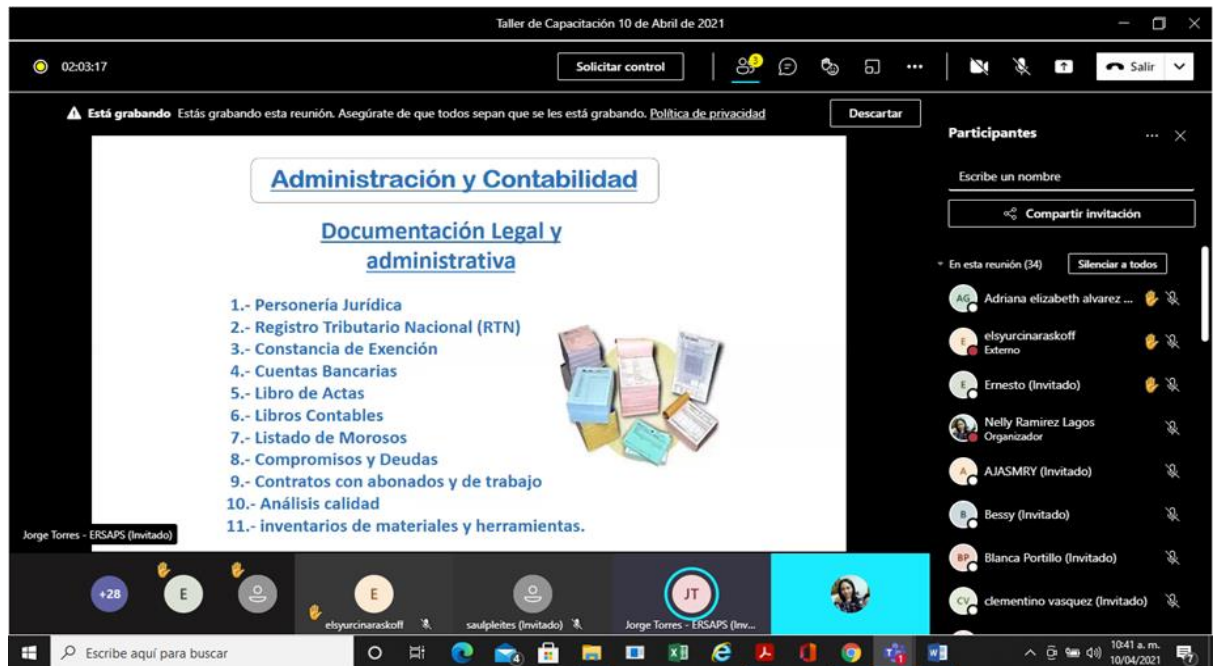 Taller de Capacitación 10 de Abril de 2021
02:03:17
Solicitar control
3
Salir
Está grabando Estás grabando esta reunión. Asegúrate de que todos sepan que se les está grabando. Política de privacidad
Descartar
Administración y Contabilidad
Documentación Legal y
administrativa
1.- Personería Jurídica
2.- Registro Tributario Nacional (RTN)
3.- Constancia de Exención
4.- Cuentas Bancarias
5.- Libro de Actas
6.- Libros Contables
7.- Listado de Morosos
8.- Compromisos y Deudas
9.- Contratos con abonados y de trabajo
10.- Análisis calidad
11.- inventarios de materiales y herramientas.
Jorge Torres - ERSAPS (Invitado)
Participantes
Escribe un nombre
Compartir invitación
En esta reunión (34) Silenciar a todos
AG Adriana elizabeth alvarez ...
E elsyurcinaraskoff
Externo
E Ernesto (Invitado)
Nelly Ramirez Lagos
Organizador
A AJASMRY (Invitado)
B Bessy (Invitado)
BP Blanca Portillo (Invitado)
CV clementino vasquez (Invitado)
+28
E
E
JT
elsyurcinaraskoff
saulpleites (Invitado)
Jorge Torres - ERSAPS (Inv...
Escribe aquí para buscar
10:41 a. m.
10/04/2021